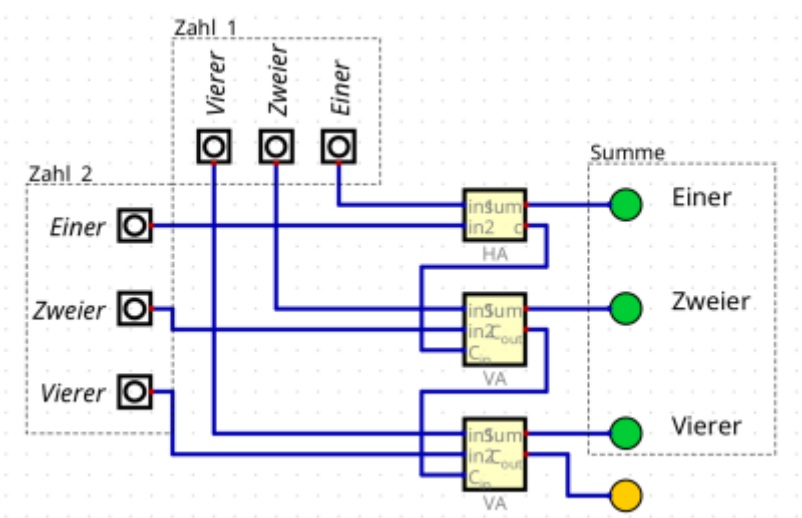 Zahl 1
Vierer
Zweier
Einer
Zahl 2
Einer
Zweier
Vierer
Summe
Einer
Zweier
Vierer
in1 Sum
in2 c
HA
in1 Sum
in2 Cout
Cin
VA
in1 Sum
in2 Cout
Cin
VA